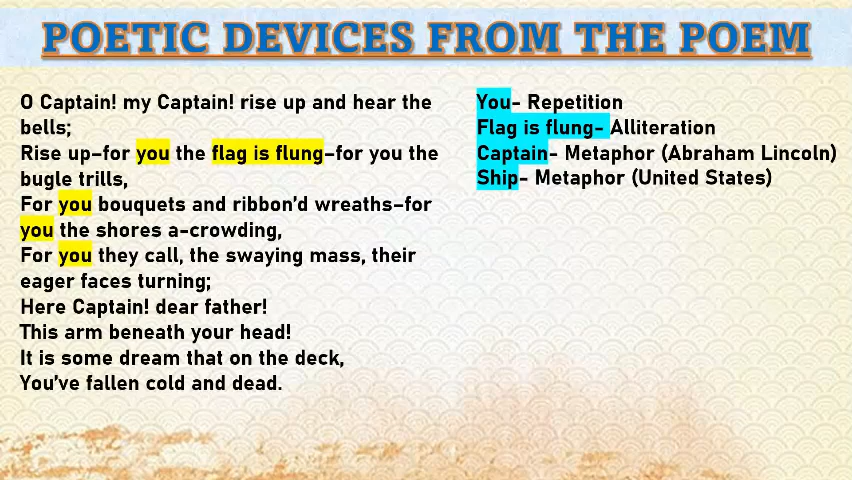 POETIC DEVICES FROM THE POEM
O Captain! my Captain! rise up and hear the
bells;
Rise up–for you the flag is flung–for you the
bugle trills,
For you bouquets and ribbon’d wreaths–for
you the shores a-crowding,
For you they call, the swaying mass, their
eager faces turning;
Here Captain! dear father!
This arm beneath your head!
It is some dream that on the deck,
You’ve fallen cold and dead.
You- Repetition
Flag is flung- Alliteration
Captain- Metaphor (Abraham Lincoln)
Ship- Metaphor (United States)